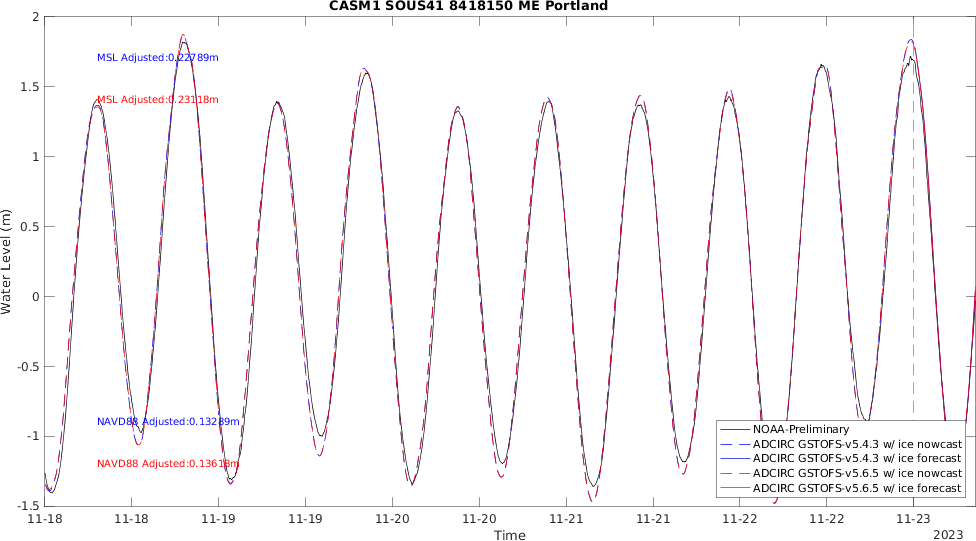 CASM1 SOUS41 8418150 ME Portland
2
MSL Adjusted:0.22789m
1.5
MSL Adjusted:0.23118m
1
0.5
Water Level (m)
0
-0.5
NAVD88 Adjusted:0.13289m
-1
NAVD88 Adjusted:0.13618m
-1.5
NOAA-Preliminary
ADCIRC GSTOFS-v5.4.3 w/ ice nowcast
ADCIRC GSTOFS-v5.4.3 w/ ice forecast
ADCIRC GSTOFS-v5.6.5 w/ ice nowcast
ADCIRC GSTOFS-v5.6.5 w/ ice forecast
11-18 11-18 11-19 11-19 11-20 11-20 11-21 11-21 11-22 11-22 11-23
Time
2023